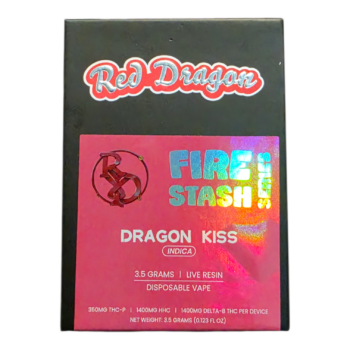 Red Dragon
FIRE
STASH
SERIES
DRAGON KISS
INDICA
3.5 GRAMS | LIVE RESIN
DISPOSABLE VAPE
350MG THC-P | 1400MG HHC | 1400MG DELTA-8 THC PER DEVICE
NET WEIGHT: 3.5 GRAMS (0.123 FL OZ)